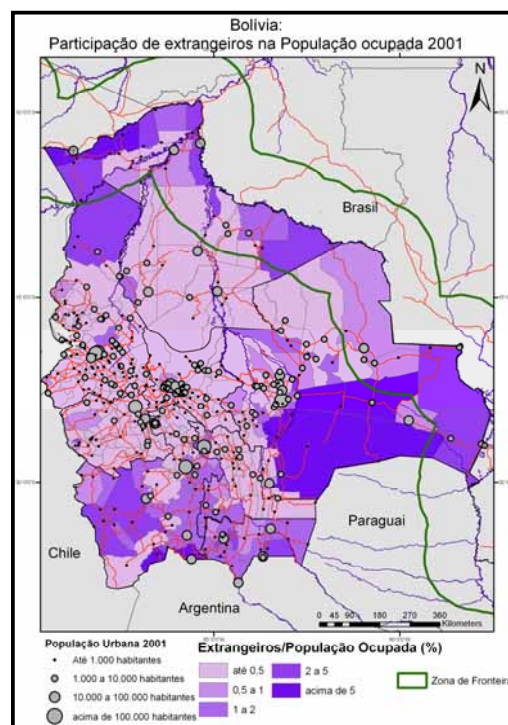 Bolívia:
Participação de extrangeiros na População ocupada 2001
N
Brasil
Paraguai
Chile
Argentina
0 45 90 180 270 360
Kilometers
População Urbana 2001
Até 1.000 habitantes
1.000 a 10.000 habitantes
10.000 a 100.000 habitantes
acima de 100.000 habitantes
Extrangeiros/População Ocupada (%)
até 0,5
0,5 a 1
1 a 2
2 a 5
acima de 5
Zona de Fronteira